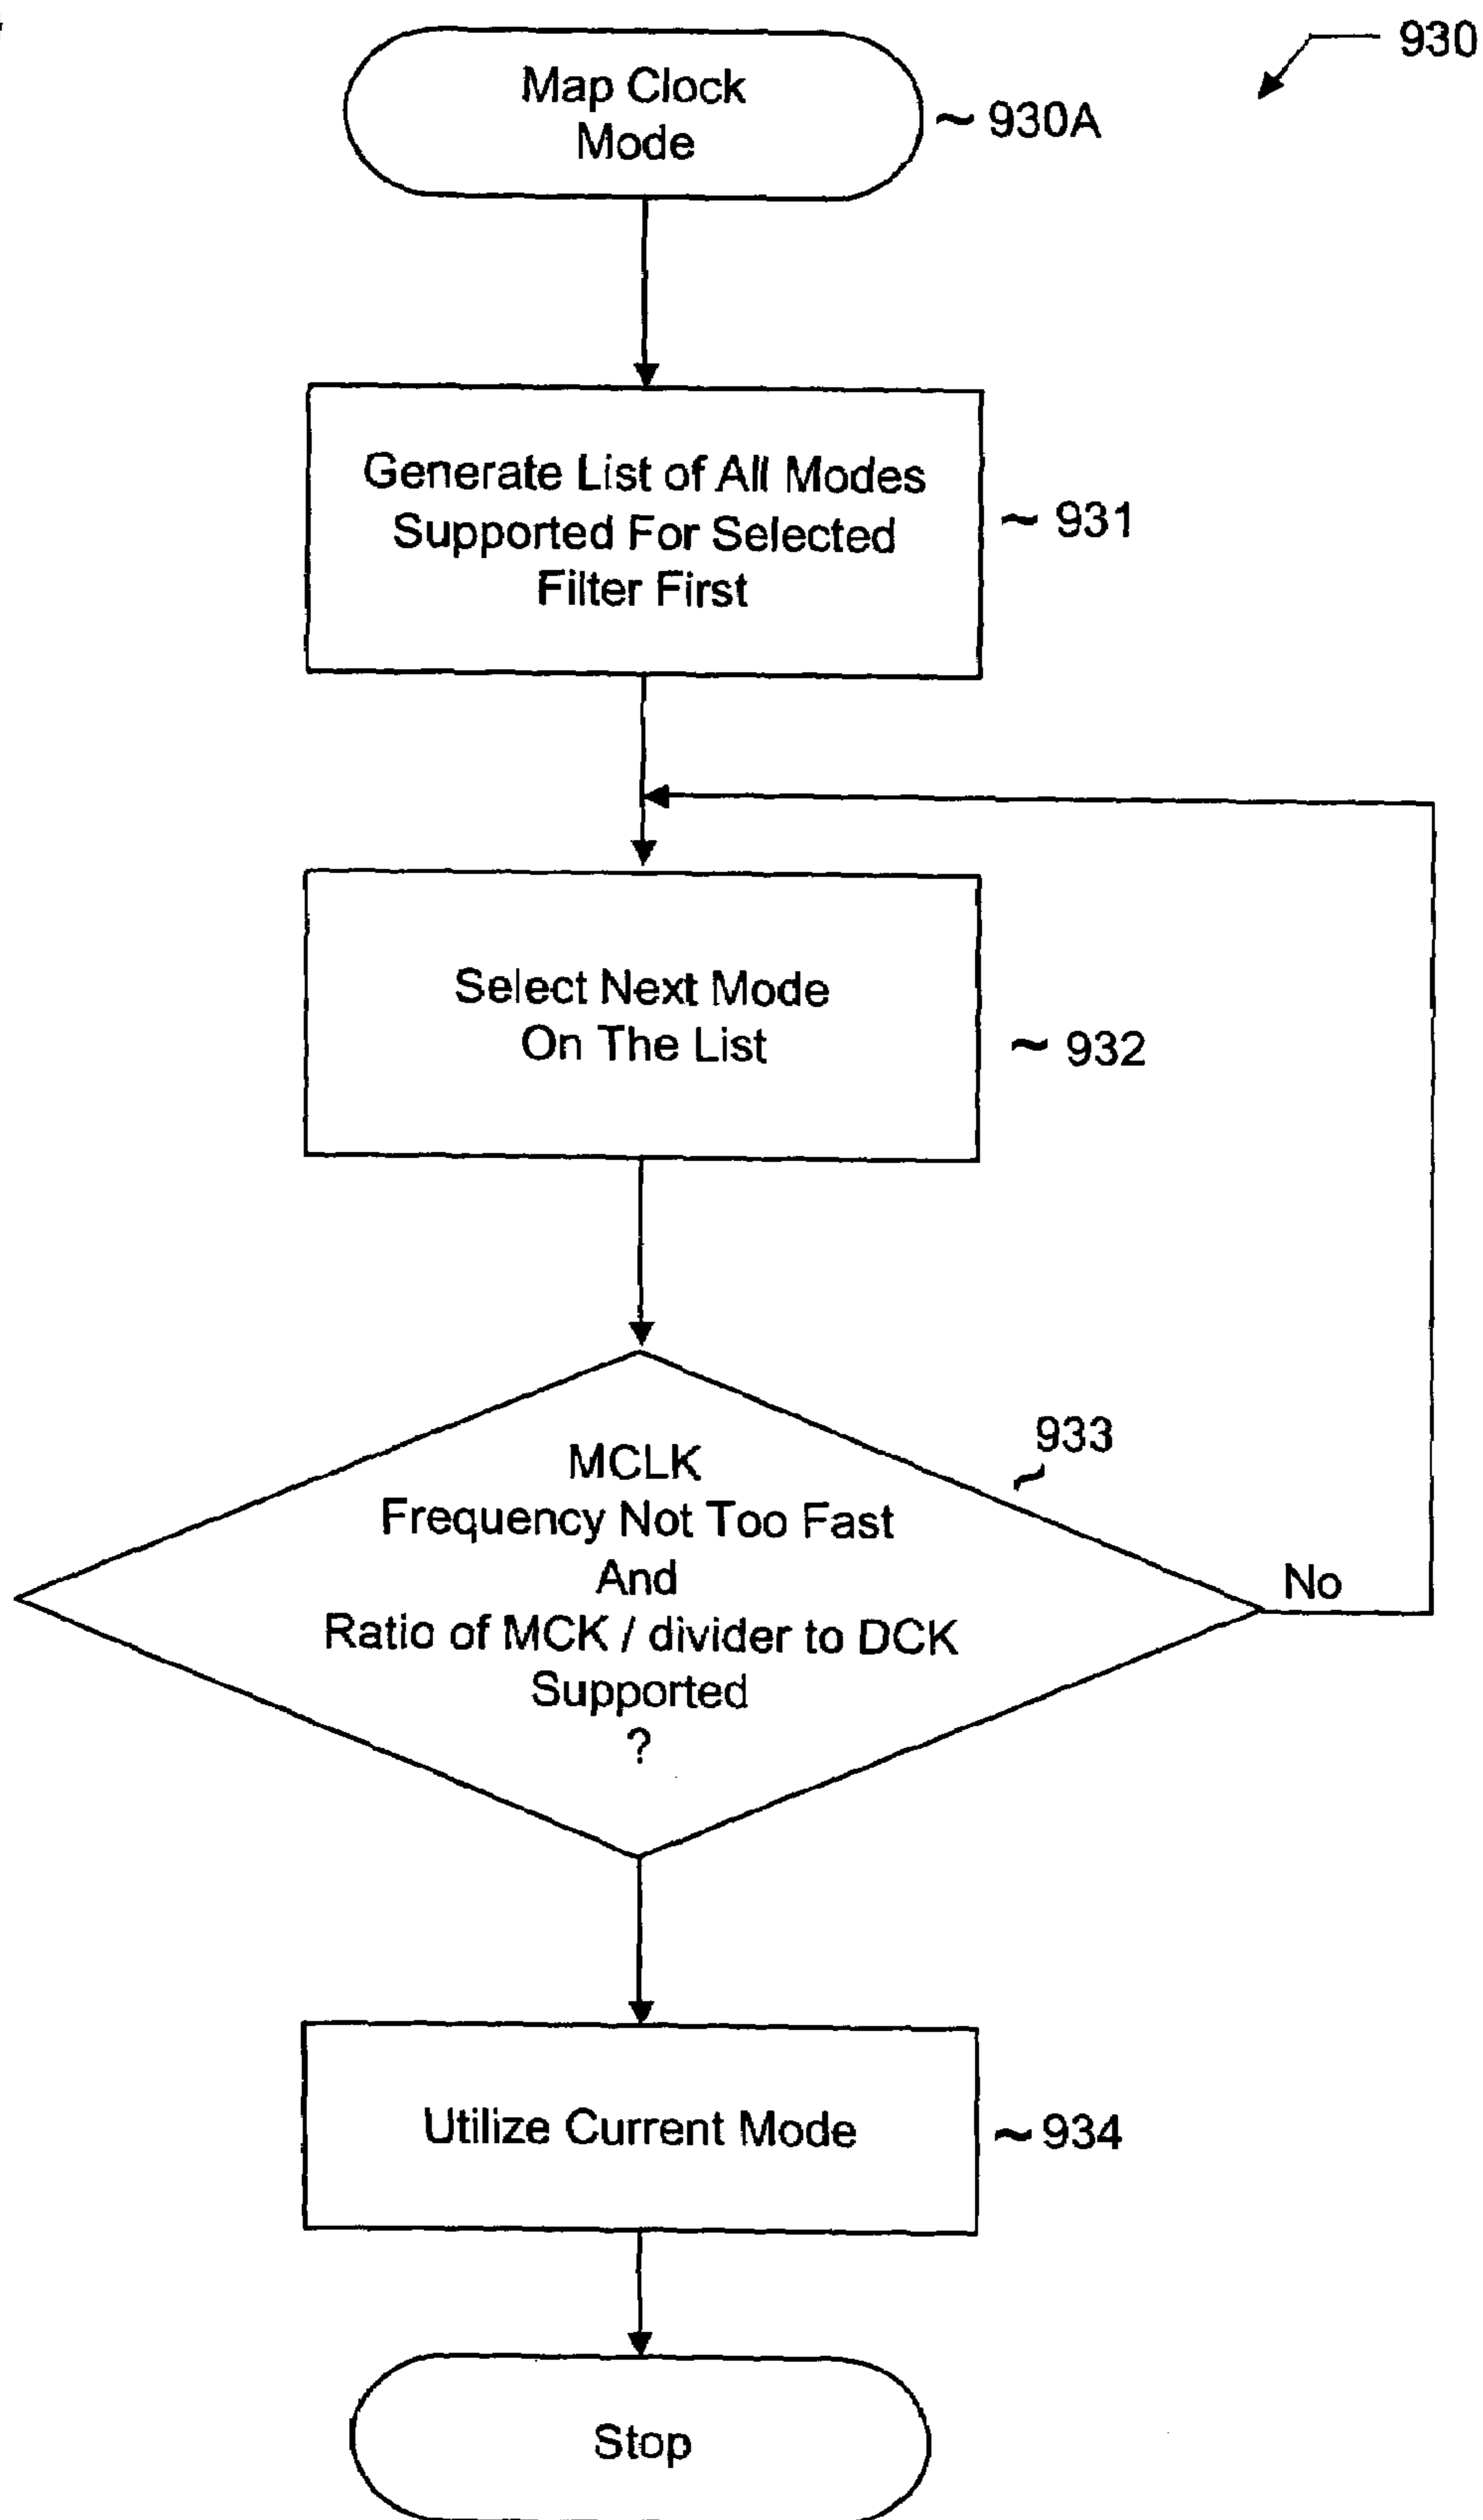 930
Map Clock
Mode
~ 930A
Generate List of All Modes
Supported For Selected
Filter First
~ 931
Select Next Mode
On The List
~ 932
933
MCLK
Frequency Not Too Fast
And
Ratio of MCK / divider to DCK
Supported
?
No
Utilize Current Mode
~ 934
Stop